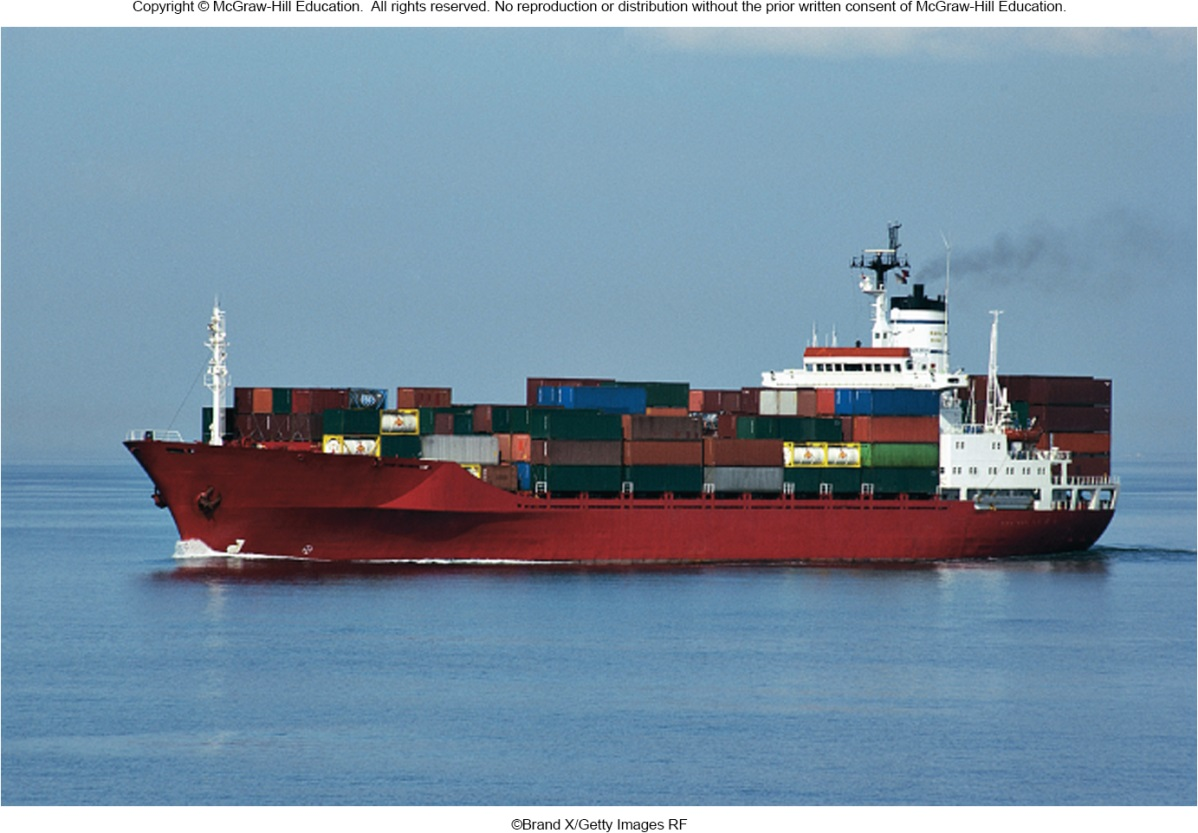 Copyright © McGraw-Hill Education.  All rights reserved. No reproduction or distribution without the prior written consent of McGraw-Hill Education.
©Brand X/Getty Images RF